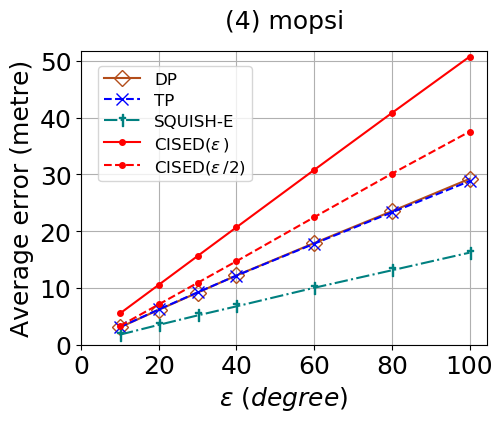 (4) mopsi
Average error (metre)
50
40
30
20
10
0
DP
TP
SQUISH-E
CISED(ε )
CISED(ε /2)
0 20 40 60 80 100
ε (degree)